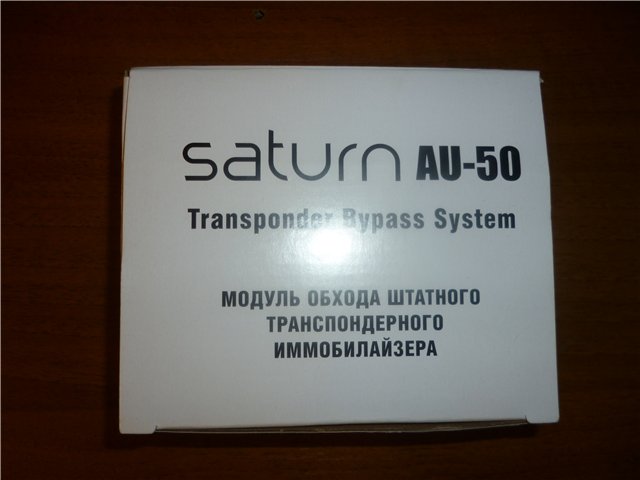 saturn AU-50
Transponder Bypass System
МОДУЛЬ ОБХОДА ШТАТНОГО
ТРАНСПОНДЕРНОГО
ИММОБИЛАЙЗЕРА